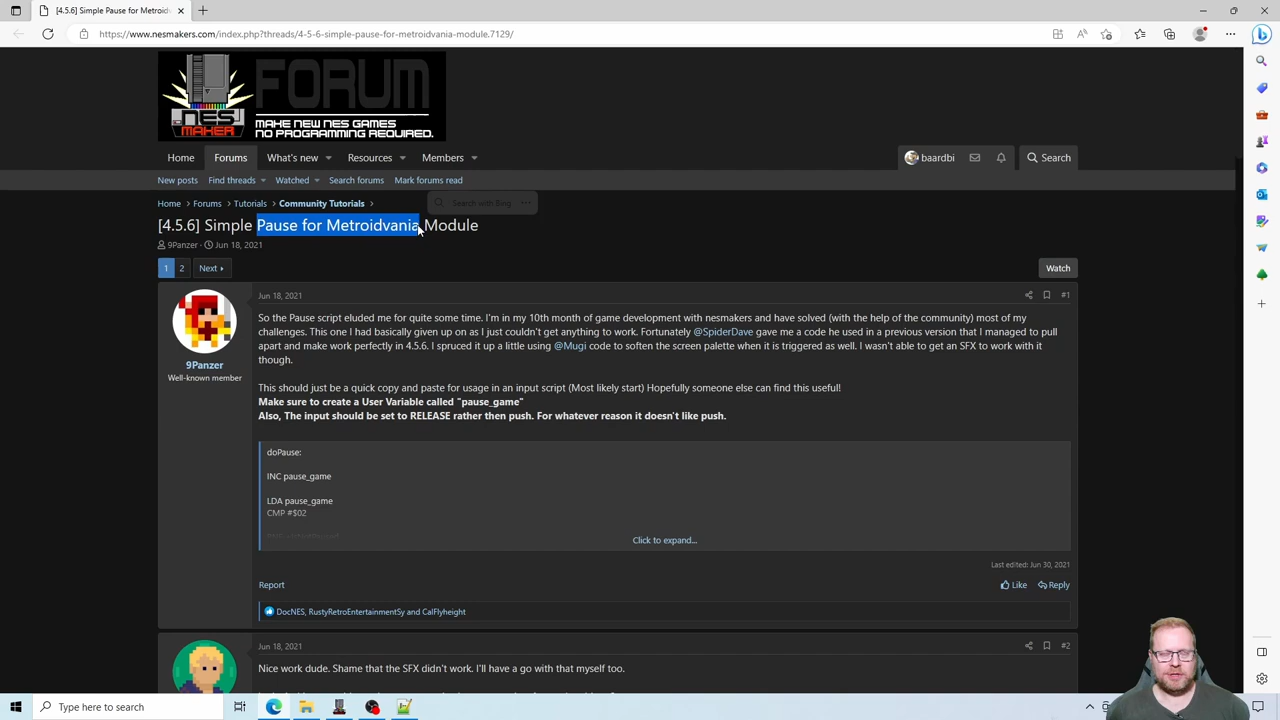 [4.5.6] Simple Pause for Metroidv
https://www.nesmakers.com/index.php?threads/4-5-6-simple-pause-for-metroidvania-module.7129/
FORUM
NES MAKER
MAKE NEW NES GAMES
NO PROGRAMMING REQUIRED.
Home Forums What's new Resources Members baardbi Search
New posts Find threads Watched Search forums Mark forums read
Home Forums Tutorials Community Tutorials
Search with Bing
[4.5.6] Simple Pause for Metroidvania Module
9Panzer Jun 18, 2021
1 2 Next Watch
Jun 18, 2021 #1
So the Pause script eluded me for quite some time. I'm in my 10th month of game development with nesmakers and have solved (with the help of the community) most of my
challenges. This one I had basically given up on as I just couldn't get anything to work. Fortunately @SpiderDave gave me a code he used in a previous version that I managed to pull
apart and make work perfectly in 4.5.6. I spruced it up a little using @Mugi code to soften the screen palette when it is triggered as well. I wasn't able to get an SFX to work with it
though.
9Panzer
Well-known member
This should just be a quick copy and paste for usage in an input script (Most likely start) Hopefully someone else can find this useful!
Make sure to create a User Variable called "pause_game"
Also, The input should be set to RELEASE rather then push. For whatever reason it doesn't like push.
doPause:
INC pause_game
LDA pause_game
CMP #$02
Click to expand...
Last edited: Jun 30, 2021
Report Like Reply
DocNES, RustyRetroEntertainmentSy and CalFlyheight
Jun 18, 2021 #2
Nice work dude. Shame that the SFX didn't work. I'll have a go with that myself too.
Type here to search